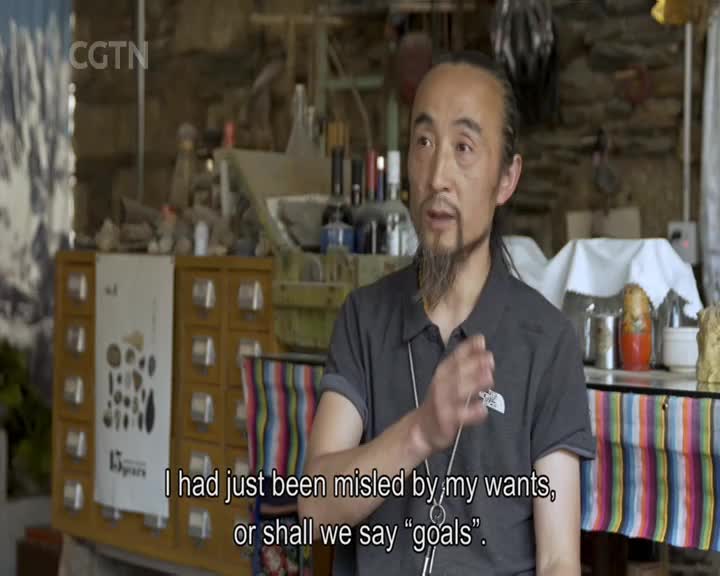 CGTN
15
years
I had just been misled by my wants,
or shall we say “goals”.